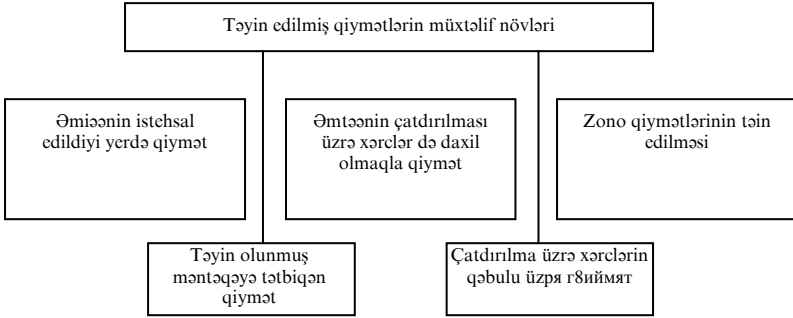 Təyin edilmiş qiymətlərin müxtəlif növləri
Əmiəənin istehsal
edildiyi yerdə qiymət
Əmtəənin çatdırılması
üzrə xərclər də daxil
olmaqla qiymət
Zono qiymətlərinin təin
edilməsi
Təyin olunmuş
məntəqəyə tətbiqən
qiymət
Çatdırılma üzrə xərclərin
qəbulu üzря г8иймят